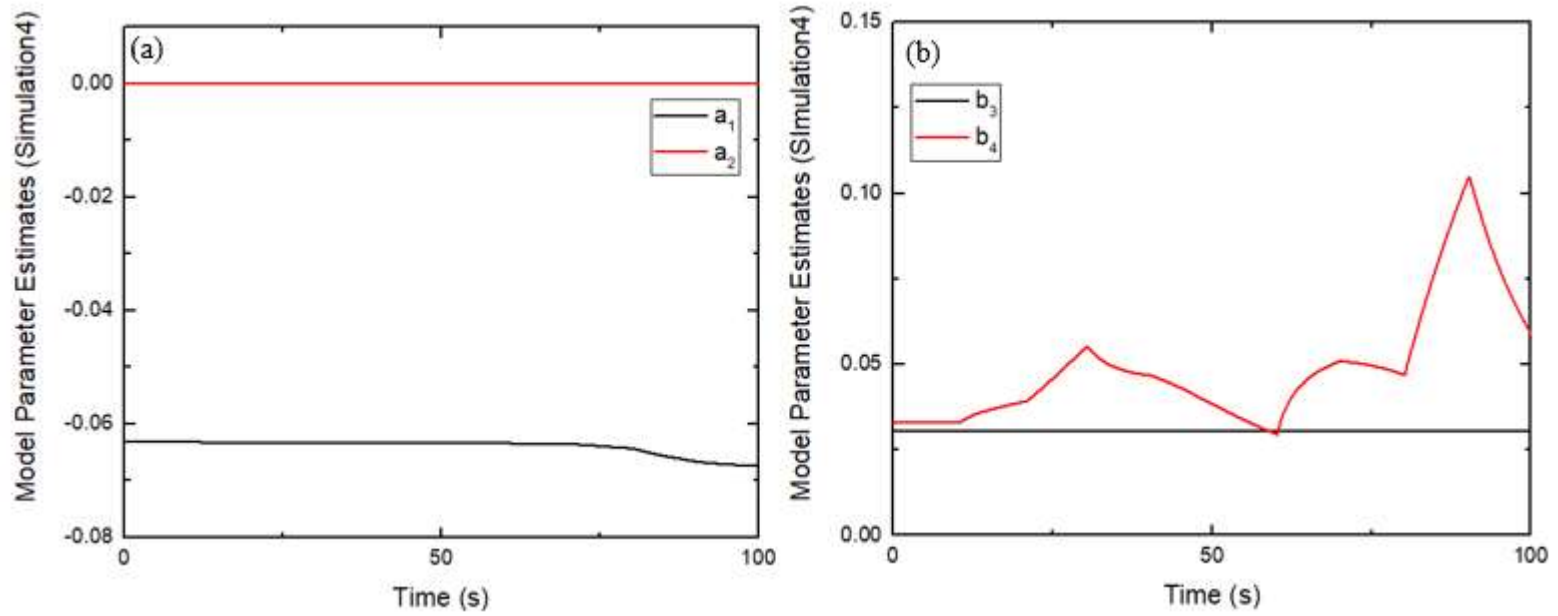 (a)
Model Parameter Estimates (Simulation4)
0.00
-0.02
-0.04
-0.06
-0.08
a₁
a₂
0
50
100
Time (s)
(b)
Model Parameter Estimates (SImulation4)
0.15
0.10
0.05
0.00
b₃
b₄
0
50
100
Time (s)